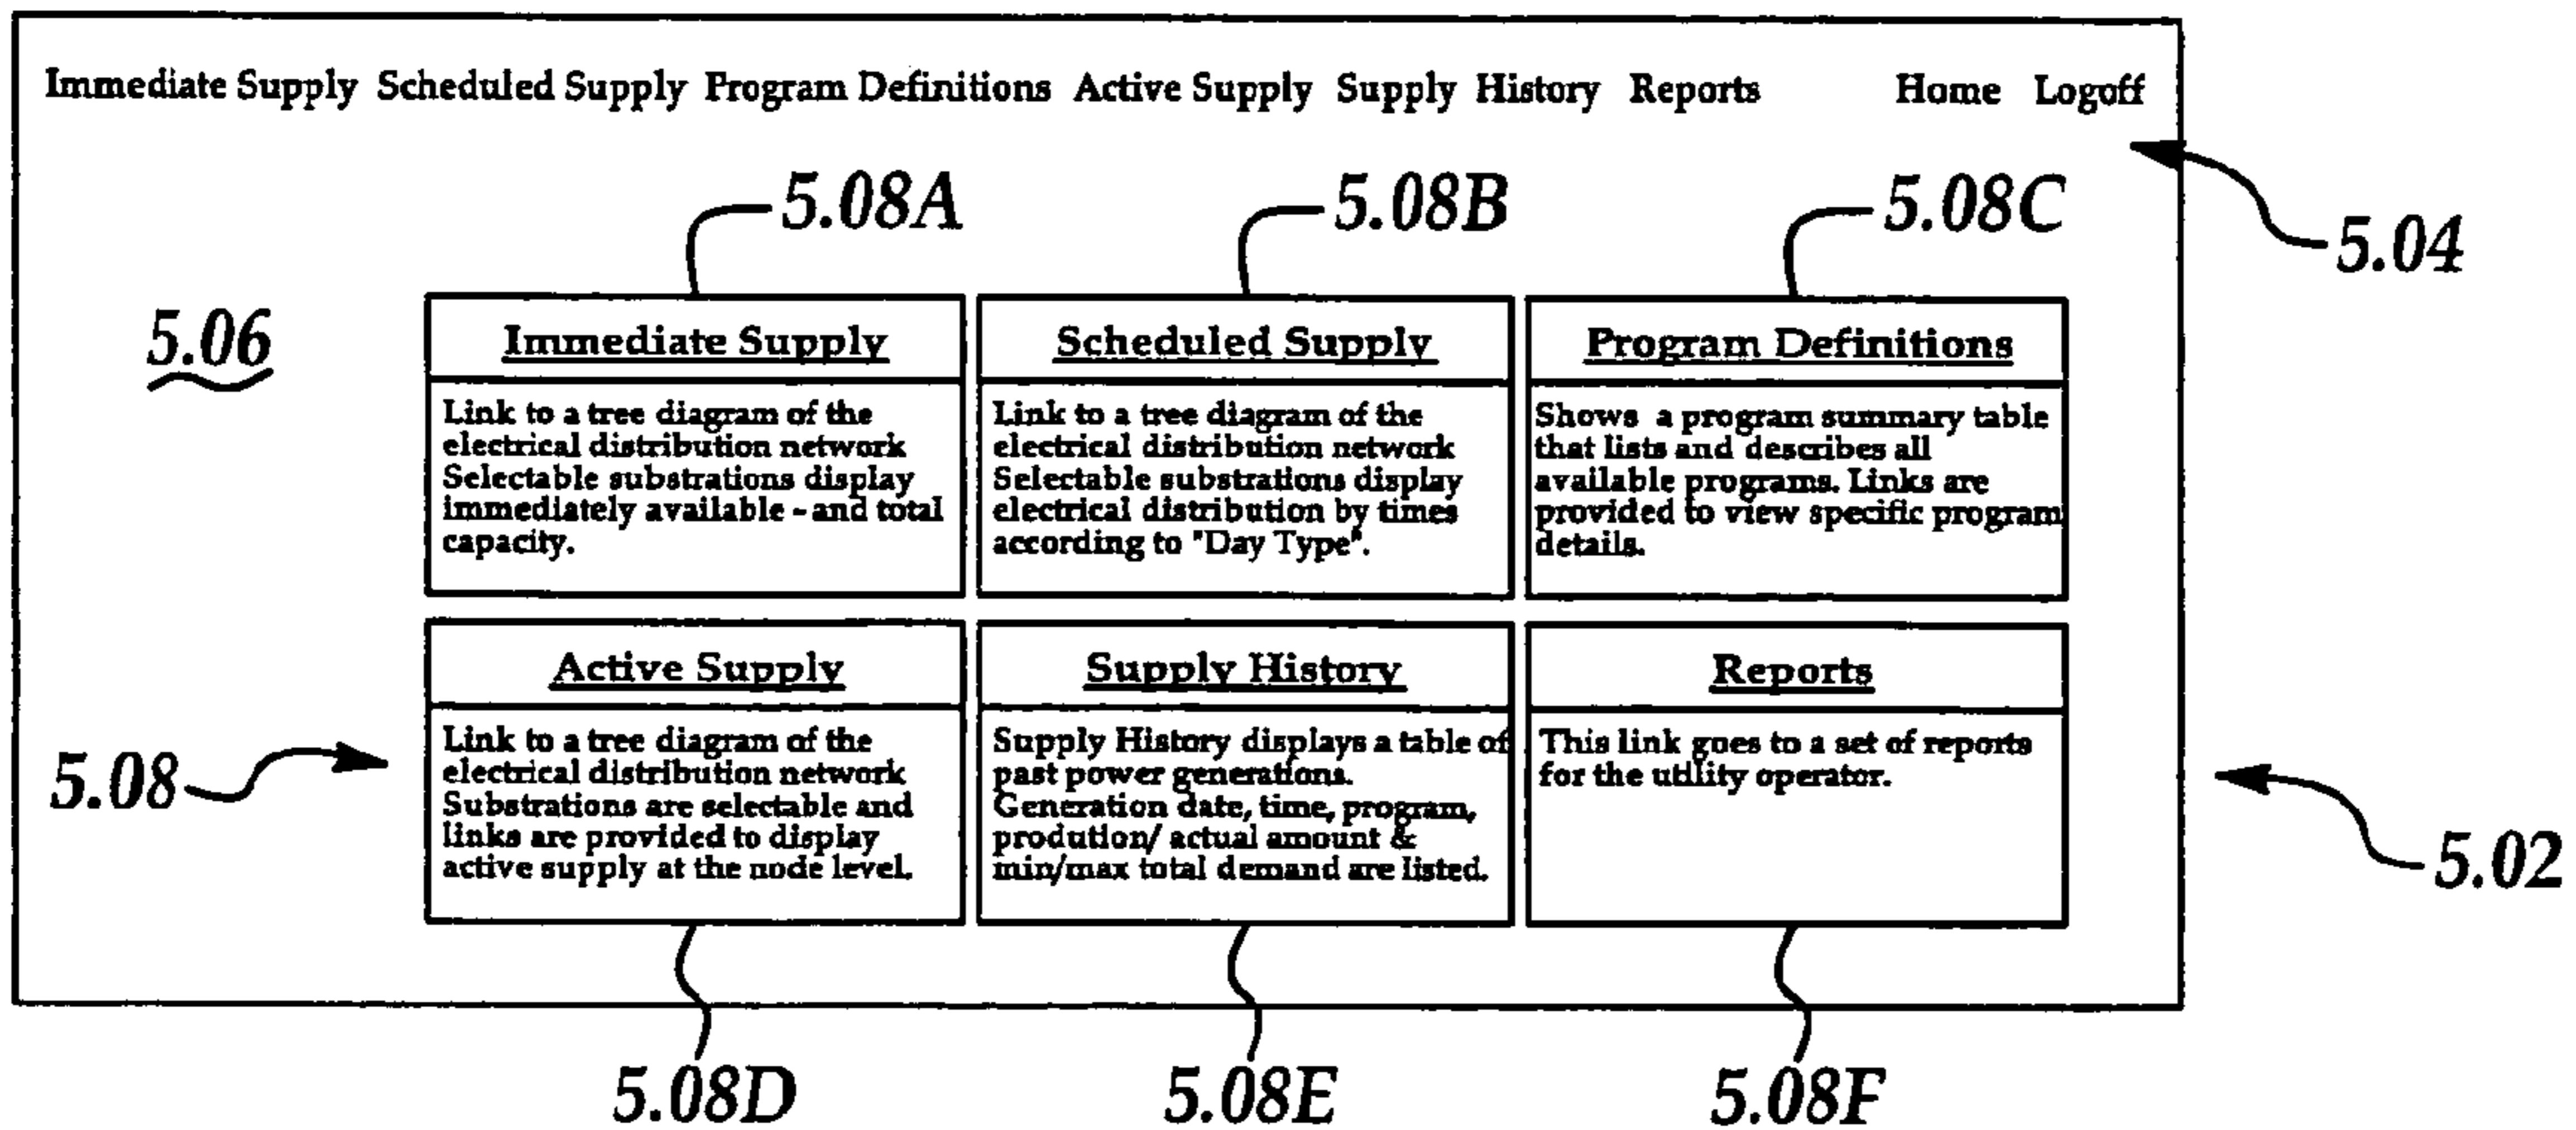 Immediate Supply Scheduled Supply Program Definitions Active Supply Supply History Reports Home Logoff
5.08A 5.08B 5.08C
5.04
5.06
Immediate Supply
Link to a tree diagram of the
electrical distribution network
Selectable substrations display
immediately available - and total
capacity.
Scheduled Supply
Link to a tree diagram of the
electrical distribution network
Selectable substrations display
electrical distribution by times
according to "Day Type".
Program Definitions
Shows a program summary table
that lists and describes all
available programs. Links are
provided to view specific program
details.
Active Supply
Link to a tree diagram of the
electrical distribution network
Substrations are selectable and
links are provided to display
active supply at the node level.
Supply History
Supply History displays a table of
past power generations.
Generation date, time, program,
prodution/ actual amount &
min/max total demand are listed.
Reports
This link goes to a set of reports
for the utility operator.
5.08
5.02
5.08D 5.08E 5.08F